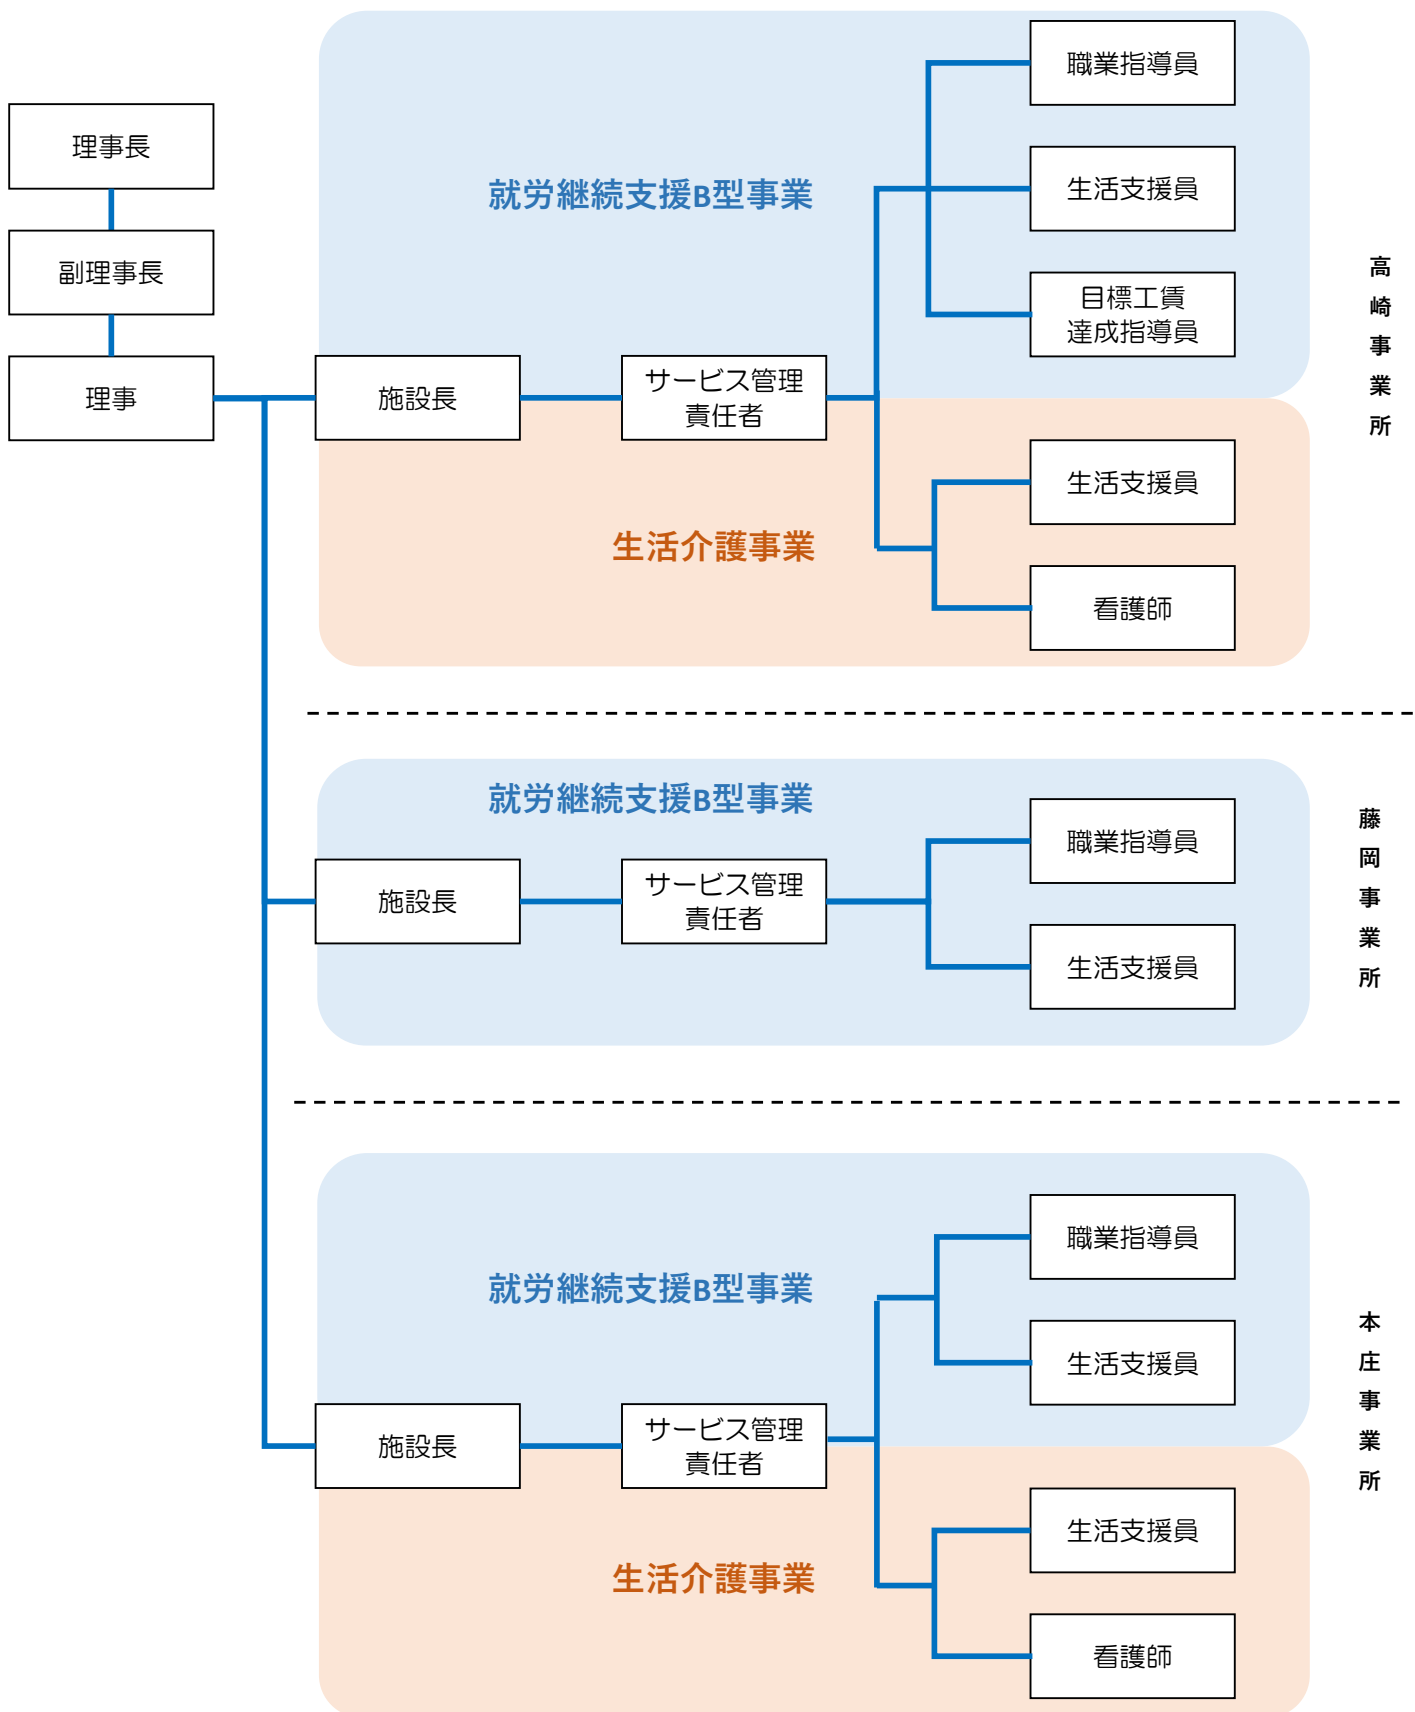 理事長
副理事長
理事
就労継続支援B型事業
職業指導員
生活支援員
目標工賃
達成指導員
施設長
サービス管理
責任者
生活介護事業
生活支援員
看護師
高崎事業所
就労継続支援B型事業
職業指導員
施設長
サービス管理
責任者
生活支援員
藤岡事業所
就労継続支援B型事業
職業指導員
生活支援員
施設長
サービス管理
責任者
生活介護事業
生活支援員
看護師
本庄事業所